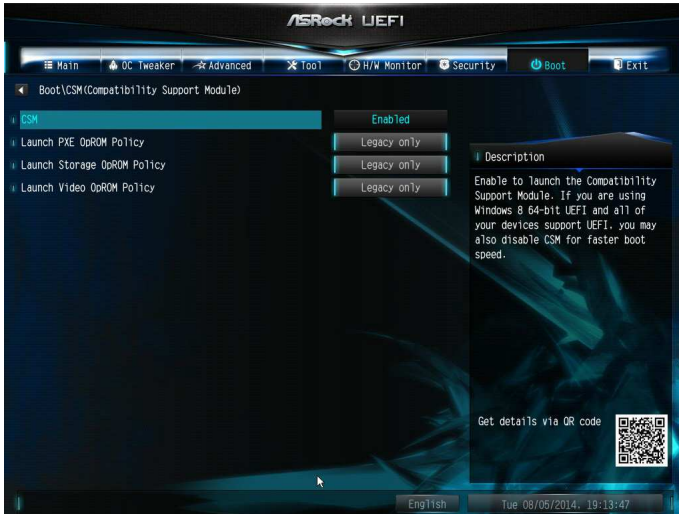 ASRock UEFI
Main
OC Tweaker
Advanced
Tool
H/W Monitor
Security
Boot
Exit
Boot\CSM(Compatibility Support Module)
CSM
Enabled
Launch PXE OpROM Policy
Legacy only
Launch Storage OpROM Policy
Legacy only
Launch Video OpROM Policy
Legacy only
Description
Enable to launch the Compatibility
Support Module. If you are using
Windows 8 64-bit UEFI and all of
your devices support UEFI, you may
also disable CSM for faster boot
speed.
Get details via QR code
English
Tue 08/05/2014. 19:13:47